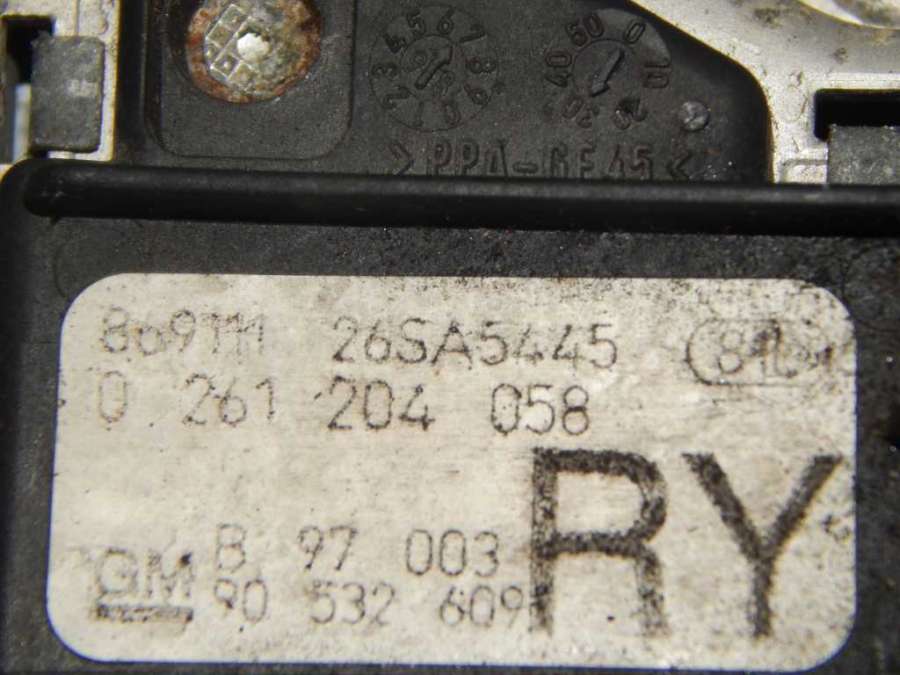 >PPA-GF45<
26SA5445
0 261 204 058
RY
B 97 003
GM 90 532 609